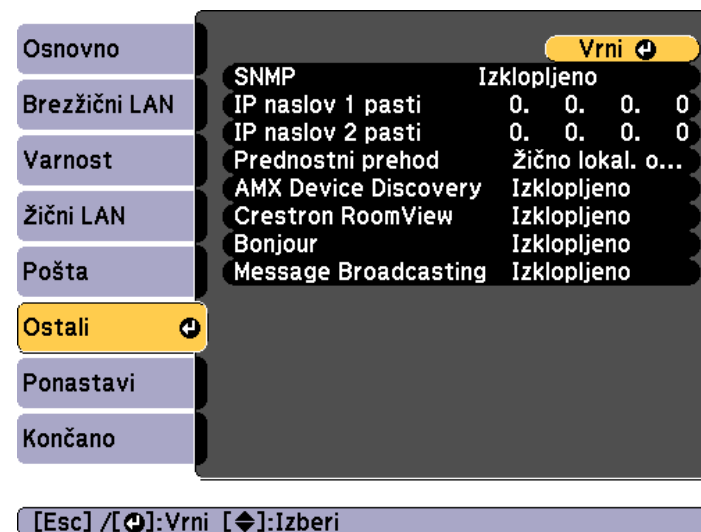 Osnovno
Brezžični LAN
Varnost
Žični LAN
Pošta
Ostali
Ponastavi
Končano
Vrni
SNMP Izklopljeno
IP naslov 1 pasti 0. 0. 0. 0
IP naslov 2 pasti 0. 0. 0. 0
Prednostni prehod Žično lokal. o...
AMX Device Discovery Izklopljeno
Crestron RoomView Izklopljeno
Bonjour Izklopljeno
Message Broadcasting Izklopljeno
[Esc] /[⏎]:Vrni [◆]:Izberi